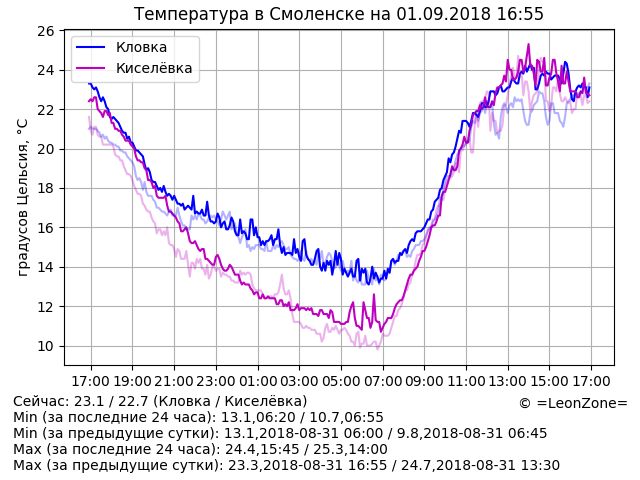 Температура в Смоленске на 01.09.2018 16:55
Кловка
Киселёвка
градусов Цельсия, °C
26
24
22
20
18
16
14
12
10
17:00 19:00 21:00 23:00 01:00 03:00 05:00 07:00 09:00 11:00 13:00 15:00 17:00
Сейчас: 23.1 / 22.7 (Кловка / Киселёвка)
© =LeonZone=
Min (за последние 24 часа): 13.1,06:20 / 10.7,06:55
Min (за предыдущие сутки): 13.1,2018-08-31 06:00 / 9.8,2018-08-31 06:45
Max (за последние 24 часа): 24.4,15:45 / 25.3,14:00
Max (за предыдущие сутки): 23.3,2018-08-31 16:55 / 24.7,2018-08-31 13:30